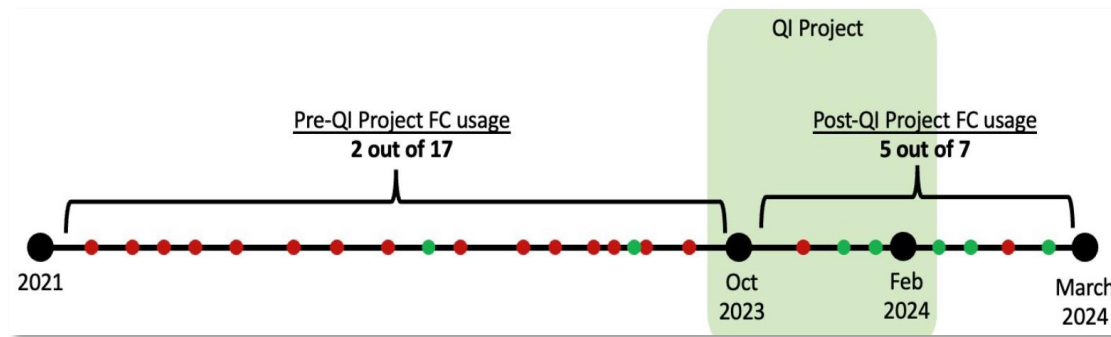 QI Project
Pre-QI Project FC usage
2 out of 17
Post-QI Project FC usage
5 out of 7
2021
Oct
2023
Feb
2024
March
2024